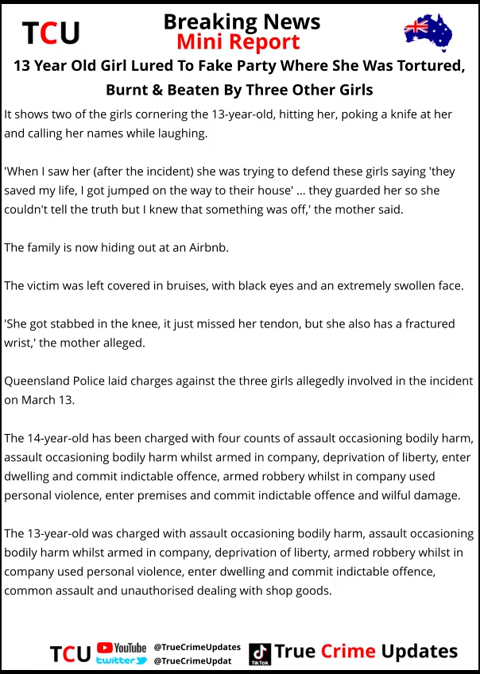 TCU
Breaking News
Mini Report
13 Year Old Girl Lured To Fake Party Where She Was Tortured,
Burnt & Beaten By Three Other Girls
It shows two of the girls cornering the 13-year-old, hitting her, poking a knife at her
and calling her names while laughing.
'When I saw her (after the incident) she was trying to defend these girls saying 'they
saved my life, I got jumped on the way to their house' ... they guarded her so she
couldn't tell the truth but I knew that something was off,' the mother said.
The family is now hiding out at an Airbnb.
The victim was left covered in bruises, with black eyes and an extremely swollen face.
'She got stabbed in the knee, it just missed her tendon, but she also has a fractured
wrist,' the mother alleged.
Queensland Police laid charges against the three girls allegedly involved in the incident
on March 13.
The 14-year-old has been charged with four counts of assault occasioning bodily harm,
assault occasioning bodily harm whilst armed in company, deprivation of liberty, enter
dwelling and commit indictable offence, armed robbery whilst in company used
personal violence, enter premises and commit indictable offence and wilful damage.
The 13-year-old was charged with assault occasioning bodily harm, assault occasioning
bodily harm whilst armed in company, deprivation of liberty, armed robbery whilst in
company used personal violence, enter dwelling and commit indictable offence,
common assault and unauthorised dealing with shop goods.
TCU
YouTube @TrueCrimeUpdates
twitter @TrueCrimeUpdat
TikTok
True Crime Updates